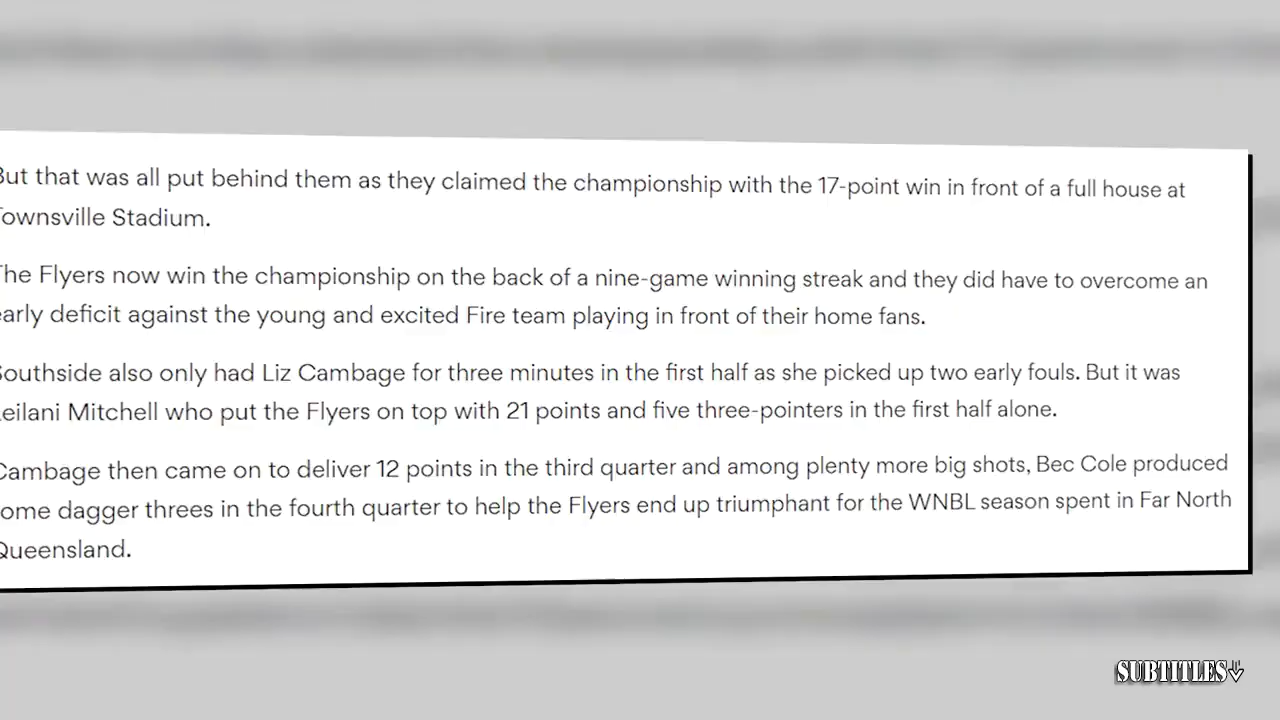 But that was all put behind them as they claimed the championship with the 17-point win in front of a full house at
Townsville Stadium.
The Flyers now win the championship on the back of a nine-game winning streak and they did have to overcome an
early deficit against the young and excited Fire team playing in front of their home fans.
Southside also only had Liz Cambage for three minutes in the first half as she picked up two early fouls. But it was
Leilani Mitchell who put the Flyers on top with 21 points and five three-pointers in the first half alone.
Cambage then came on to deliver 12 points in the third quarter and among plenty more big shots, Bec Cole produced
some dagger threes in the fourth quarter to help the Flyers end up triumphant for the WNBL season spent in Far North
Queensland.
SUBTITLES